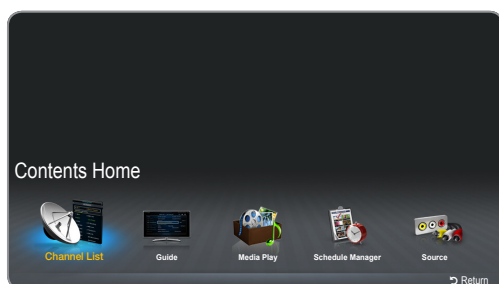 Contents Home
Channel List Guide Media Play Schedule Manager Source
Return